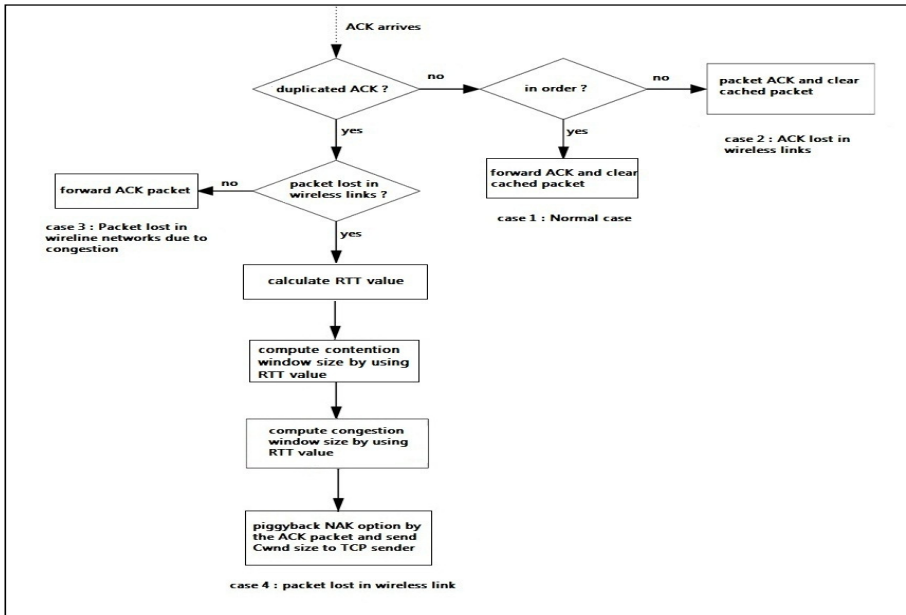 ACK arrives
duplicated ACK ?
no
in order ?
no
packet ACK and clear
cached packet
case 2 : ACK lost in
wireless links
yes
yes
forward ACK and clear
cached packet
case 1 : Normal case
packet lost in
wireless links ?
no
forward ACK packet
case 3 : Packet lost in
wireline networks due to
congestion
yes
calculate RTT value
compute contention
window size by using
RTT value
compute congestion
window size by using
RTT value
piggyback NAK option by
the ACK packet and send
Cwnd size to TCP sender
case 4 : packet lost in wireless link